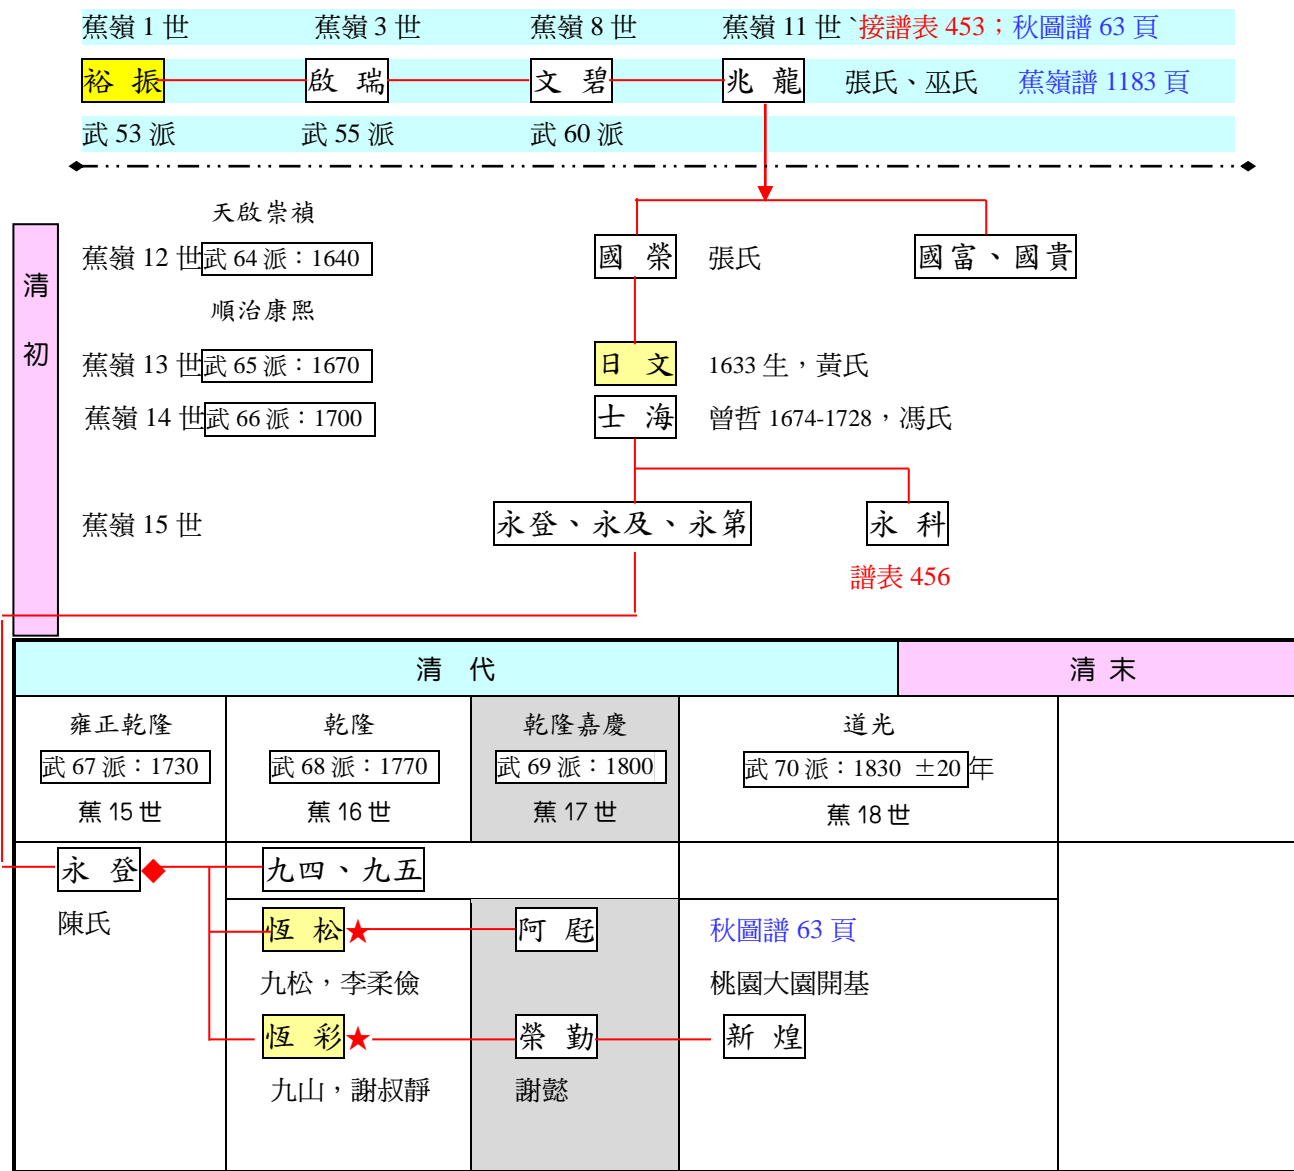 蕉嶺 1 世 蕉嶺 3 世 蕉嶺 8 世 蕉嶺 11 世 `接譜表 453；秋圖譜 63 頁
裕 振 啟 瑞 文 碧 兆 龍 張氏、巫氏 蕉嶺譜 1183 頁
武 53 派 武 55 派 武 60 派
天啟崇禎
蕉嶺 12 世 武 64 派：1640 國 榮 張氏 國富、國貴
清
初
順治康熙
蕉嶺 13 世 武 65 派：1670 日 文 1633 生，黃氏
蕉嶺 14 世 武 66 派：1700 士 海 曾哲 1674-1728，馮氏
蕉嶺 15 世 永登、永及、永第 永 科
譜表 456
清 代 清 末
雍正乾隆 乾隆 乾隆嘉慶 道光
武 67 派：1730 武 68 派：1770 武 69 派：1800 武 70 派：1830 ±20 年
蕉 15 世 蕉 16 世 蕉 17 世 蕉 18 世
永 登 九四、九五
陳氏 恆 松 阿 屘 秋圖譜 63 頁
九松，李柔儉 桃園大園開基
恆 彩 榮 勤 新 煌
九山，謝叔靜 謝懿